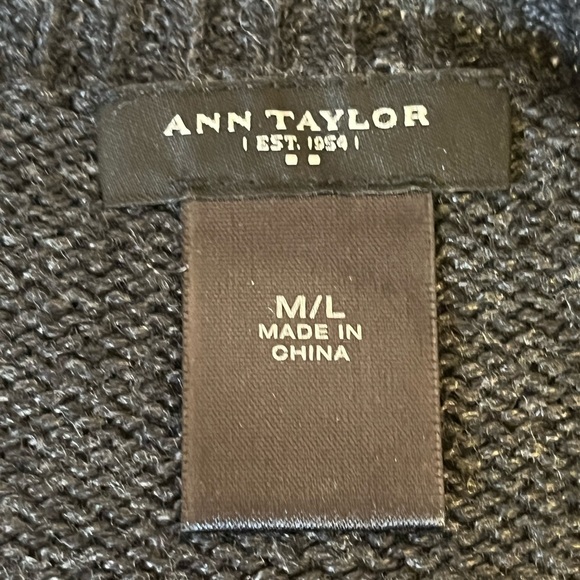 ANN TAYLOR
| EST. 1954 |
M/L
MADE IN
CHINA